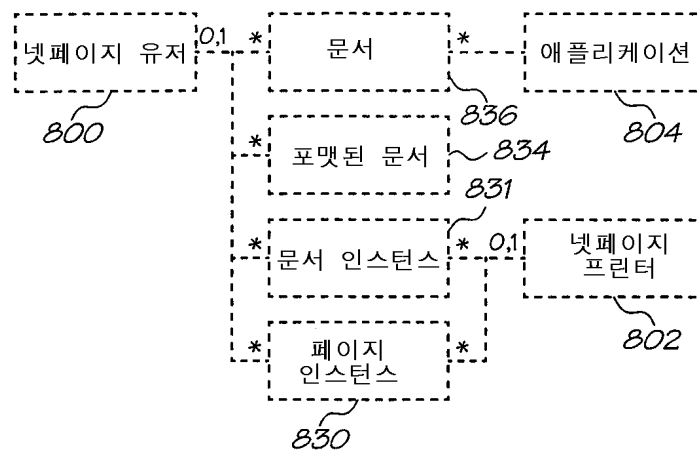 넷페이지 유저
0,1
*
문서
*
애플리케이션
800
836
804
*
포맷된 문서
834
831
*
문서 인스턴스
*
0,1
넷페이지
프린터
802
*
페이지
인스턴스
*
830